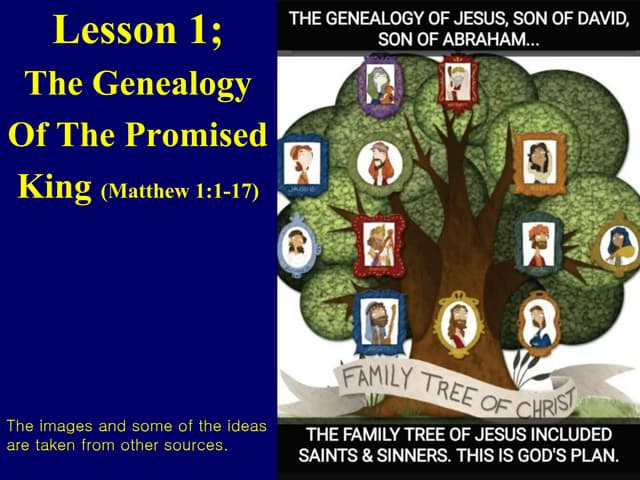 Lesson 1;
The Genealogy
Of The Promised
King (Matthew 1:1-17)
The images and some of the ideas
are taken from other sources.
THE GENEALOGY OF JESUS, SON OF DAVID,
SON OF ABRAHAM...
FAMILY TREE OF CHRIST
THE FAMILY TREE OF JESUS INCLUDED
SAINTS & SINNERS. THIS IS GOD'S PLAN.